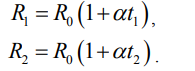 R₁ = R₀(1+αt₁),
R₂ = R₀(1+αt₂).